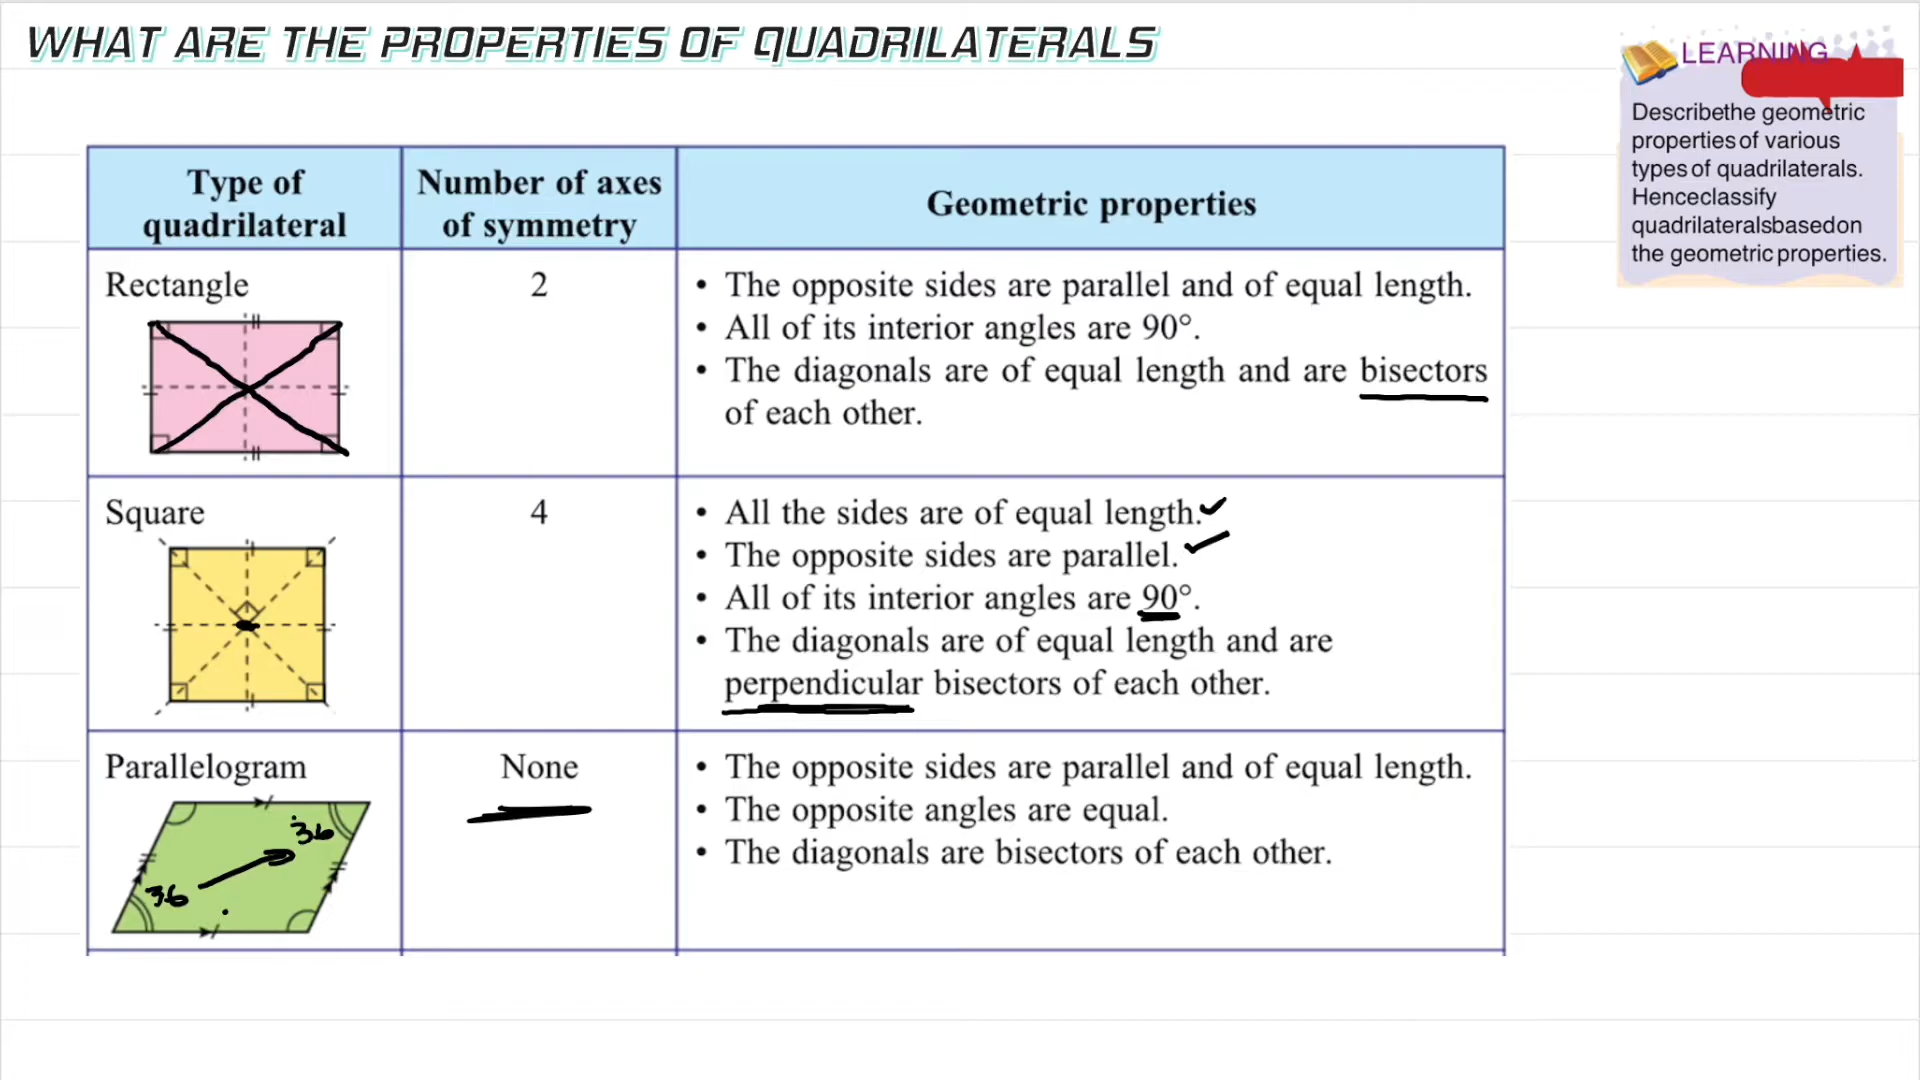 WHAT ARE THE PROPERTIES OF QUADRILATERALS
LEARNING
Describethe geometric
properties of various
types of quadrilaterals.
Henceclassify
quadrilateralsbasedon
the geometric properties.
Type of
quadrilateral
Number of axes
of symmetry
Geometric properties
Rectangle
2
• The opposite sides are parallel and of equal length.
• All of its interior angles are 90°.
• The diagonals are of equal length and are bisectors
of each other.
Square
4
• All the sides are of equal length.
• The opposite sides are parallel.
• All of its interior angles are 90°.
• The diagonals are of equal length and are
perpendicular bisectors of each other.
Parallelogram
36
36
None
• The opposite sides are parallel and of equal length.
• The opposite angles are equal.
• The diagonals are bisectors of each other.